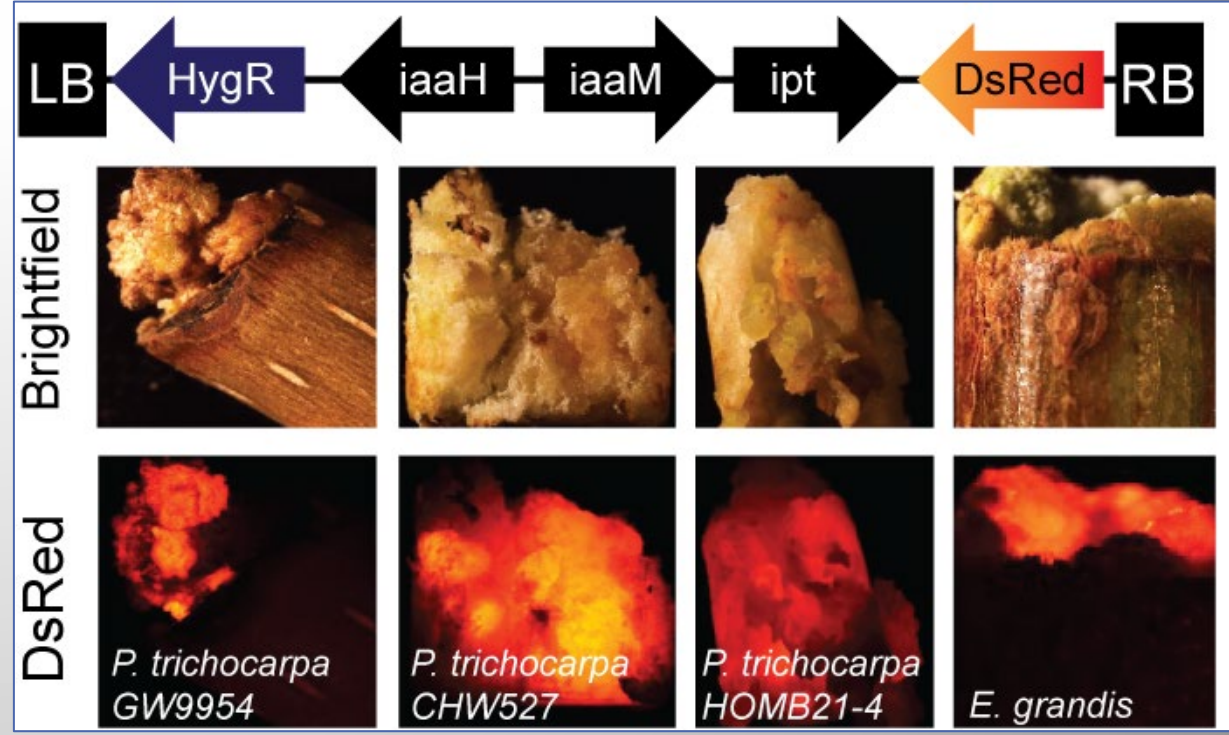 LB HygR iaaH iaaM ipt DsRed RB
Brightfield
DsRed
P. trichocarpa
GW9954
P. trichocarpa
CHW527
P. trichocarpa
HOMB21-4
E. grandis